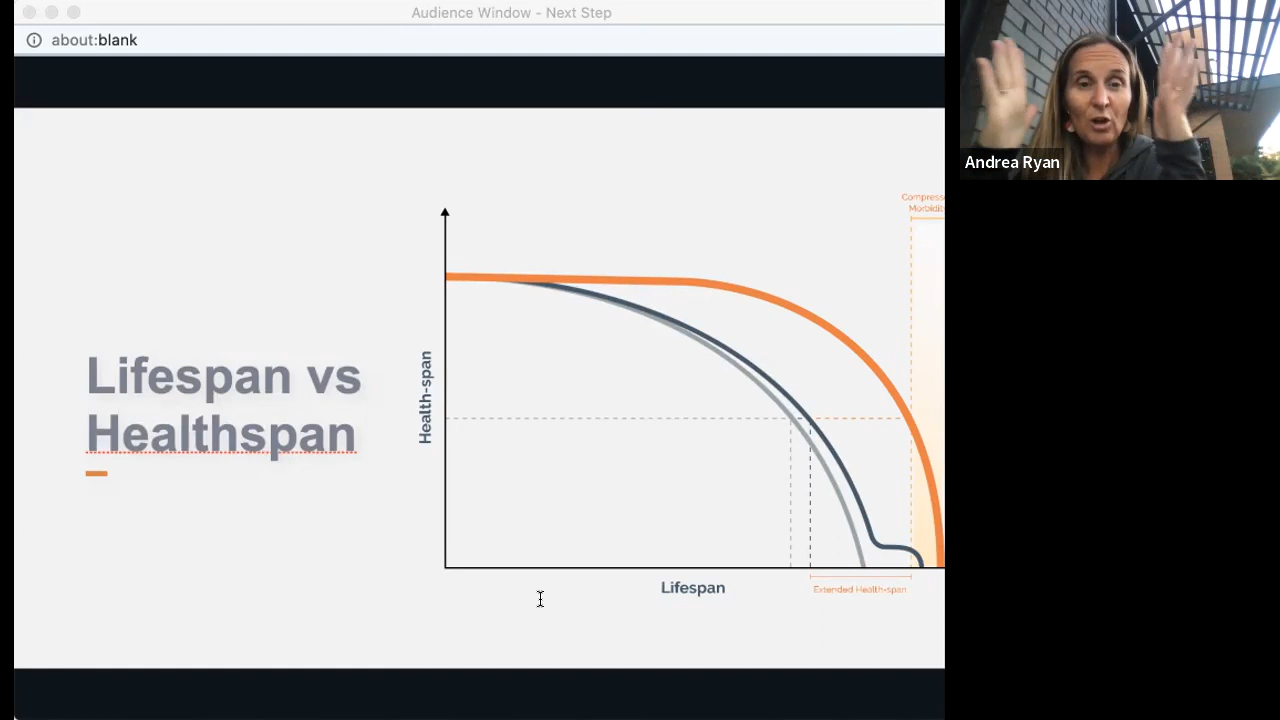 Audience Window - Next Step
about:blank
Andrea Ryan
Lifespan vs
Healthspan
Health-span
Lifespan
Extended Health-span